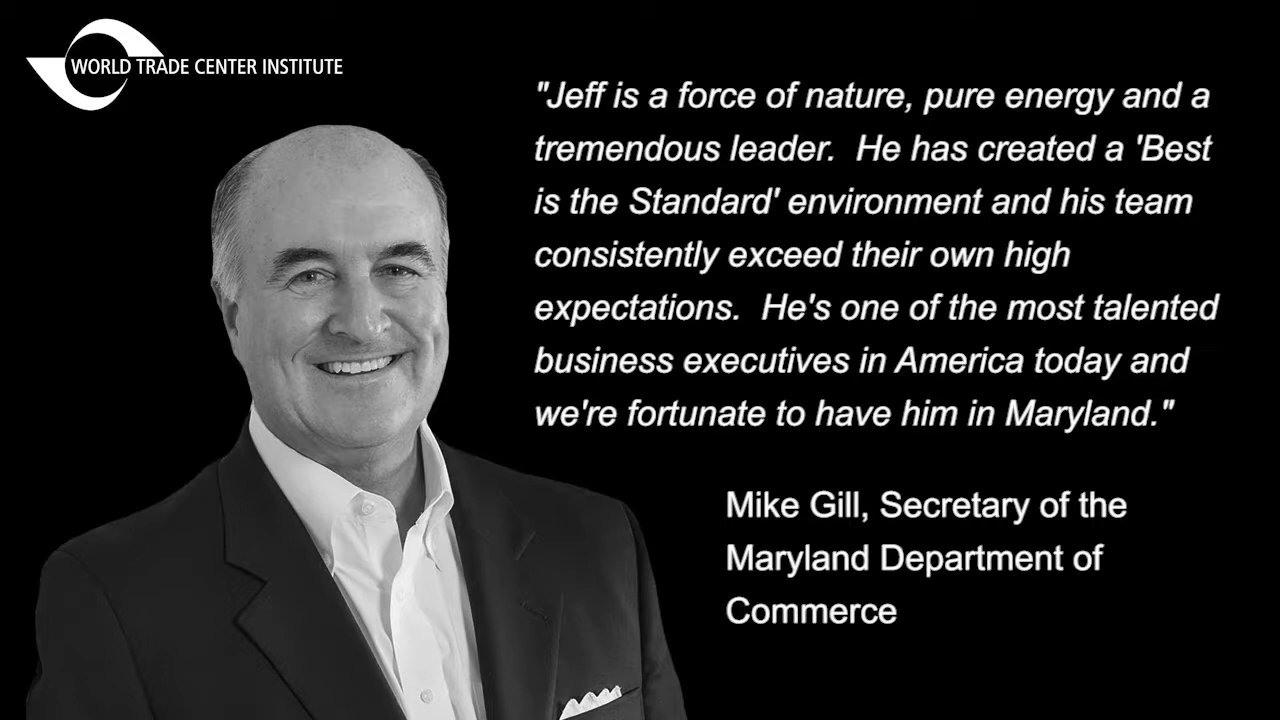 WORLD TRADE CENTER INSTITUTE
"Jeff is a force of nature, pure energy and a
tremendous leader.  He has created a 'Best
is the Standard' environment and his team
consistently exceed their own high
expectations.  He's one of the most talented
business executives in America today and
we're fortunate to have him in Maryland."
Mike Gill, Secretary of the
Maryland Department of
Commerce